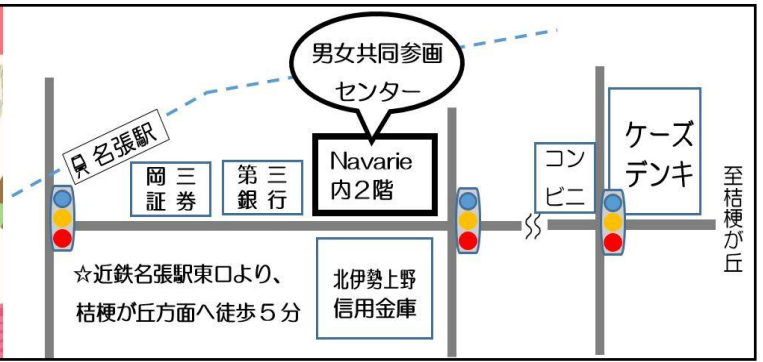 男女共同参画
センター
名張駅
岡三
証券
第三
銀行
Navarie
内2階
コン
ビニ
ケーズ
デンキ
至桔梗が丘
☆近鉄名張駅東口より、
桔梗が丘方面へ徒歩5分
北伊勢上野
信用金庫